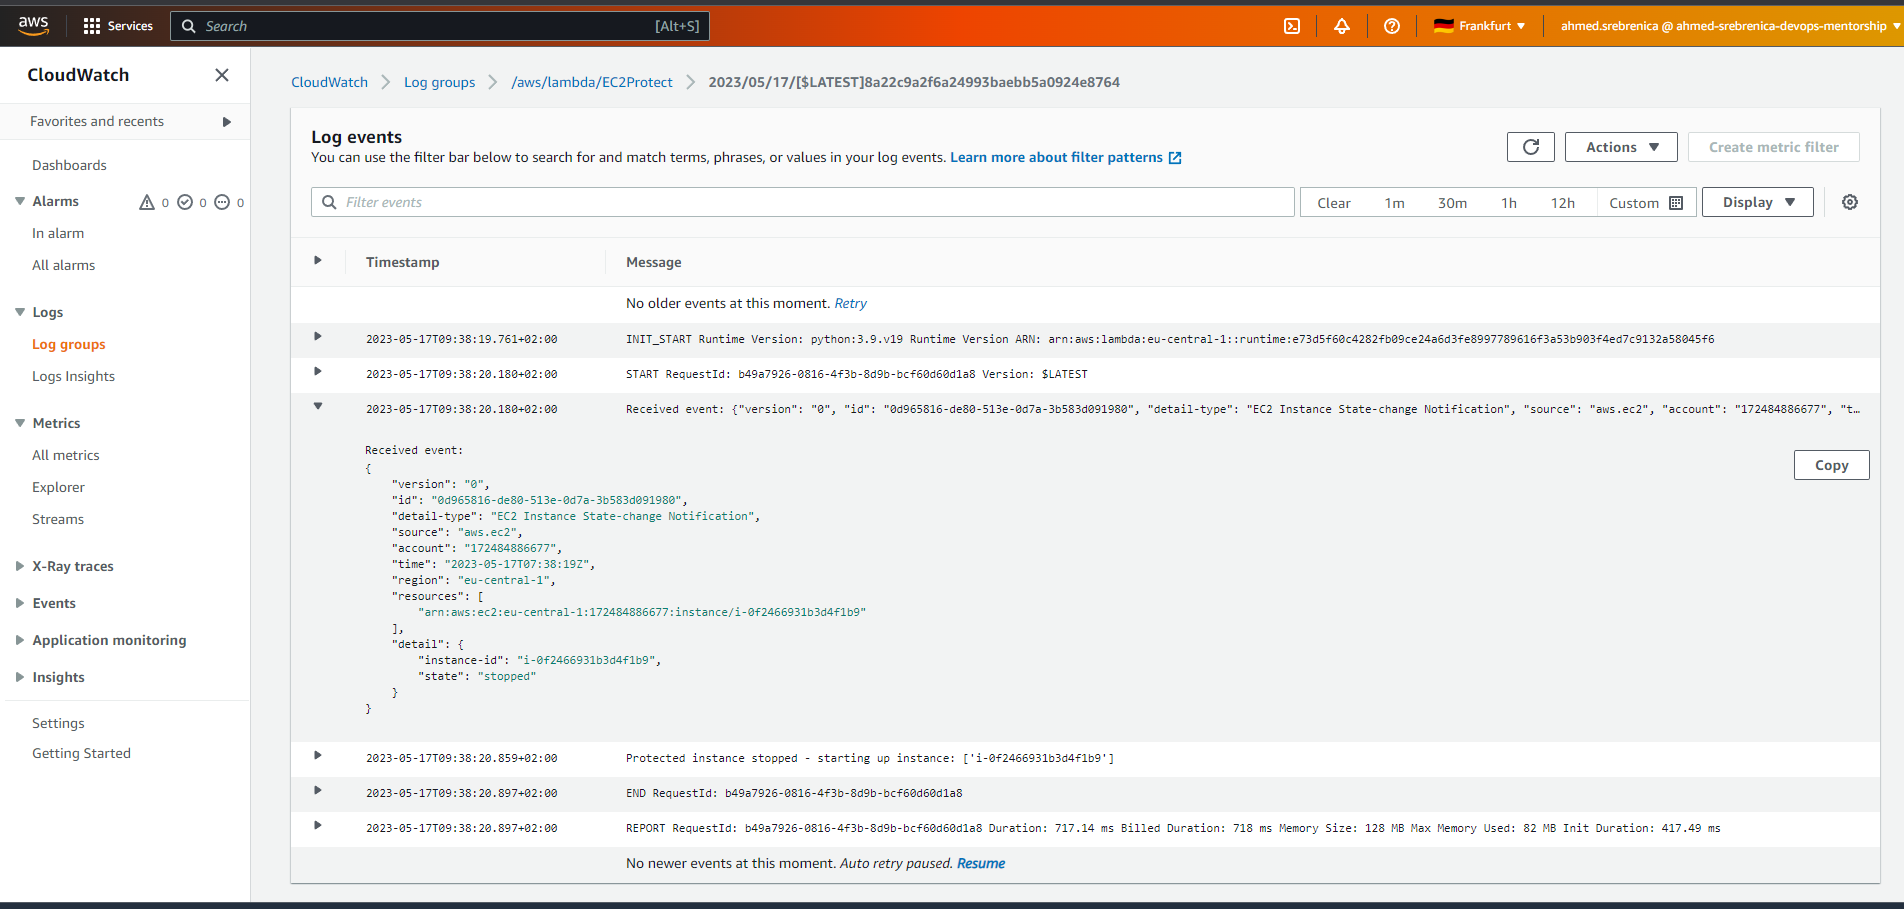 aws Services Search [Alt+S] Frankfurt ahmed.srebrenica @ ahmed-srebrenica-devops-mentorship
CloudWatch
Favorites and recents
Dashboards
Alarms 0 0 0
In alarm
All alarms
Logs
Log groups
Logs Insights
Metrics
All metrics
Explorer
Streams
X-Ray traces
Events
Application monitoring
Insights
Settings
Getting Started
CloudWatch Log groups /aws/lambda/EC2Protect 2023/05/17/[$LATEST]8a22c9a2f6a24993baebb5a0924e8764
Log events
You can use the filter bar below to search for and match terms, phrases, or values in your log events. Learn more about filter patterns
Actions Create metric filter
Filter events Clear 1m 30m 1h 12h Custom Display
Timestamp Message
No older events at this moment. Retry
2023-05-17T09:38:19.761+02:00 INIT_START Runtime Version: python:3.9.v19 Runtime Version ARN: arn:aws:lambda:eu-central-1::runtime:e73d5f60c4282fb09ce24a6d3fe8997789616f3a53b903f4ed7c9132a58045f6
2023-05-17T09:38:20.180+02:00 START RequestId: b49a7926-0816-4f3b-8d9b-bcf60d60d1a8 Version: $LATEST
2023-05-17T09:38:20.180+02:00 Received event: {"version": "0", "id": "0d965816-de80-513e-0d7a-3b583d091980", "detail-type": "EC2 Instance State-change Notification", "source": "aws.ec2", "account": "172484886677", "t…
Received event:
{
"version": "0",
"id": "0d965816-de80-513e-0d7a-3b583d091980",
"detail-type": "EC2 Instance State-change Notification",
"source": "aws.ec2",
"account": "172484886677",
"time": "2023-05-17T07:38:19Z",
"region": "eu-central-1",
"resources": [
"arn:aws:ec2:eu-central-1:172484886677:instance/i-0f2466931b3d4f1b9"
],
"detail": {
"instance-id": "i-0f2466931b3d4f1b9",
"state": "stopped"
}
}
Copy
2023-05-17T09:38:20.859+02:00 Protected instance stopped - starting up instance: ['i-0f2466931b3d4f1b9']
2023-05-17T09:38:20.897+02:00 END RequestId: b49a7926-0816-4f3b-8d9b-bcf60d60d1a8
2023-05-17T09:38:20.897+02:00 REPORT RequestId: b49a7926-0816-4f3b-8d9b-bcf60d60d1a8 Duration: 717.14 ms Billed Duration: 718 ms Memory Size: 128 MB Max Memory Used: 82 MB Init Duration: 417.49 ms
No newer events at this moment. Auto retry paused. Resume